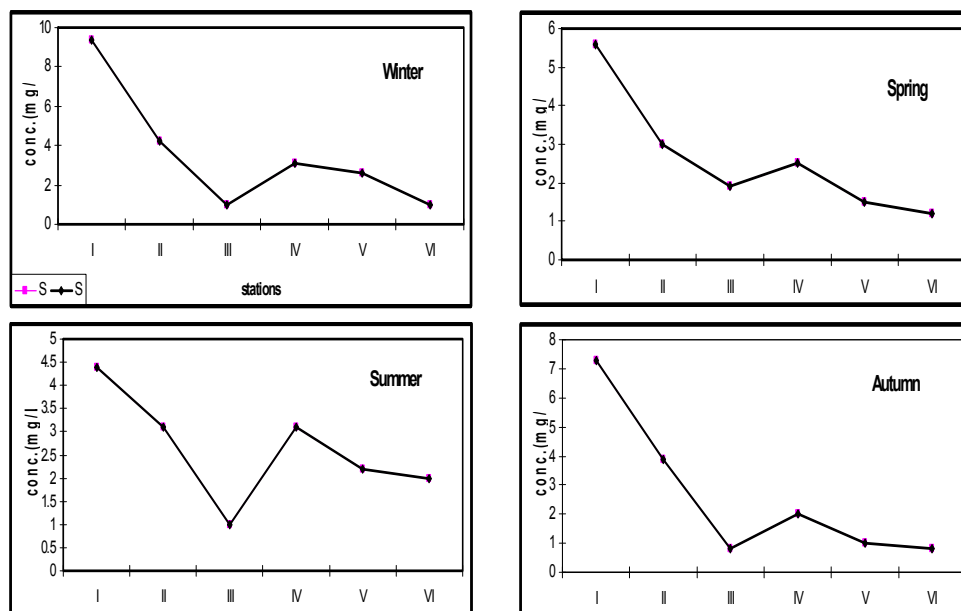 Winter
conc.(mg/
10
8
6
4
2
0
I II III IV V VI
S S
stations
Spring
conc.(mg/
6
5
4
3
2
1
0
I II III IV V VI
Summer
conc.(mg/l
5
4.5
4
3.5
3
2.5
2
1.5
1
0.5
0
I II III IV V VI
Autumn
conc.(mg/
8
7
6
5
4
3
2
1
0
I II III IV V VI